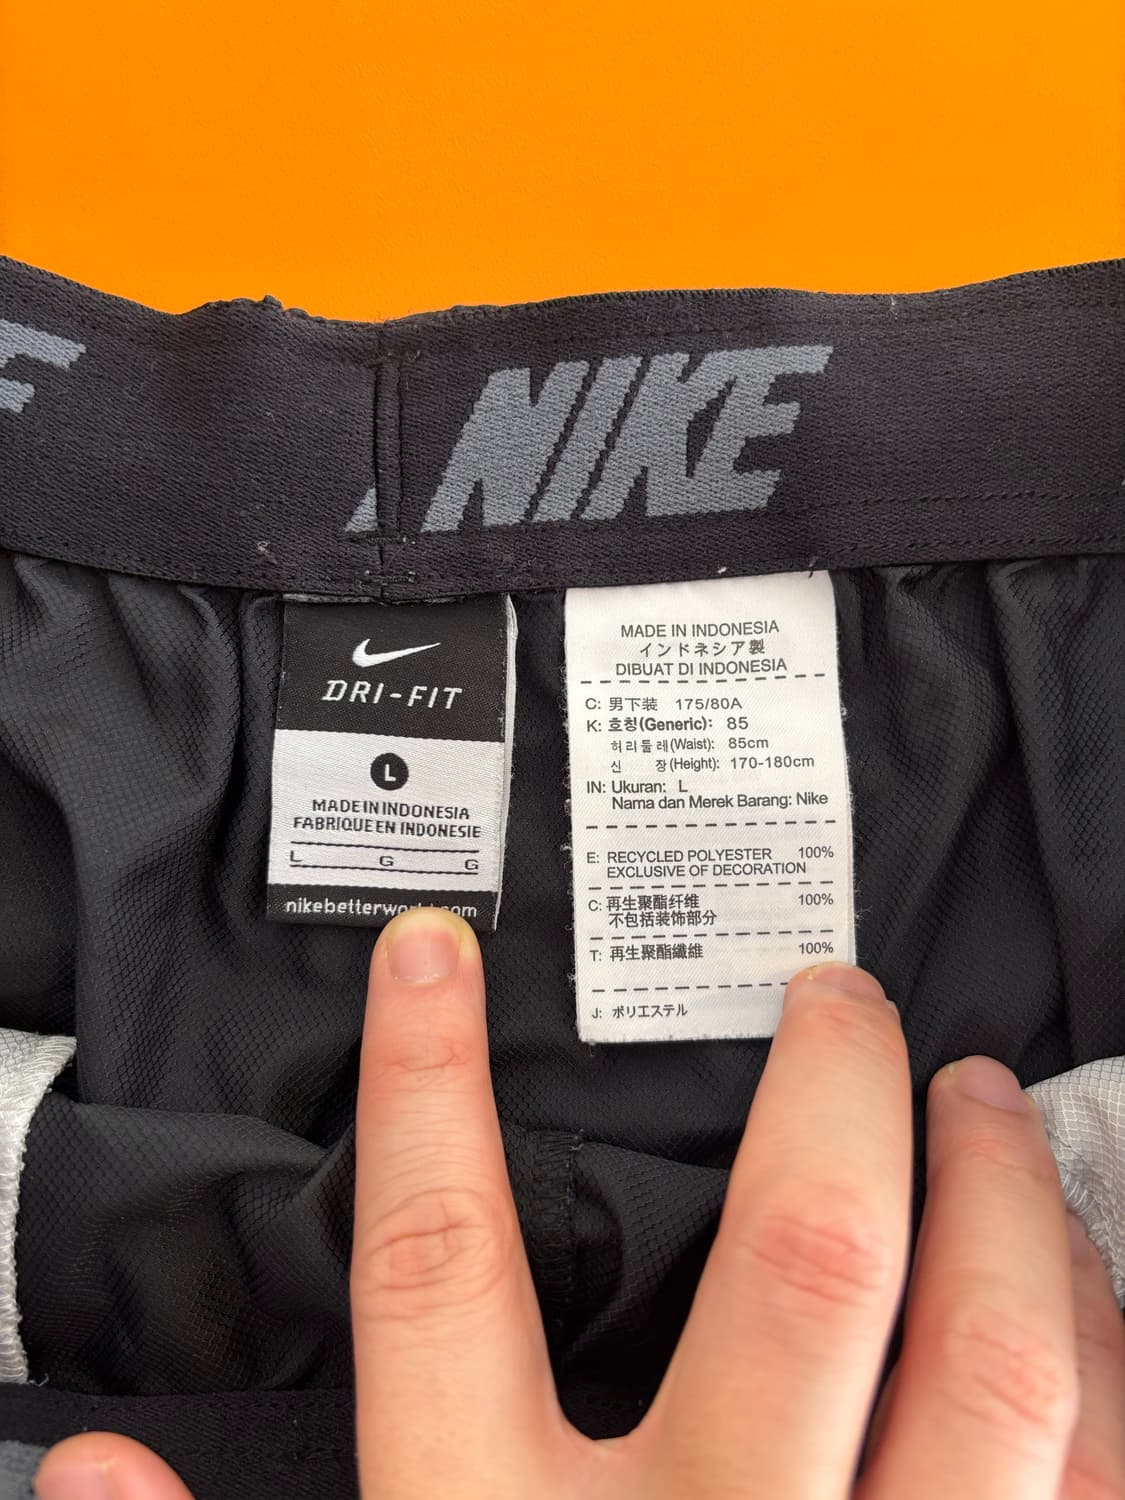 NIKE
DRI-FIT
L
MADE IN INDONESIA
FABRIQUE EN INDONESIE
L G G
nikebetterworld.com
MADE IN INDONESIA
インドネシア製
DIBUAT DI INDONESIA
C: 男下装 175/80A
K: 호칭(Generic): 85
허리둘레(Waist): 85cm
신 장(Height): 170-180cm
IN: Ukuran: L
Nama dan Merek Barang: Nike
E: RECYCLED POLYESTER 100%
EXCLUSIVE OF DECORATION
C: 再生聚酯纤维 100%
不包括装饰部分
T: 再生聚酯纖維 100%
J: ポリエステル